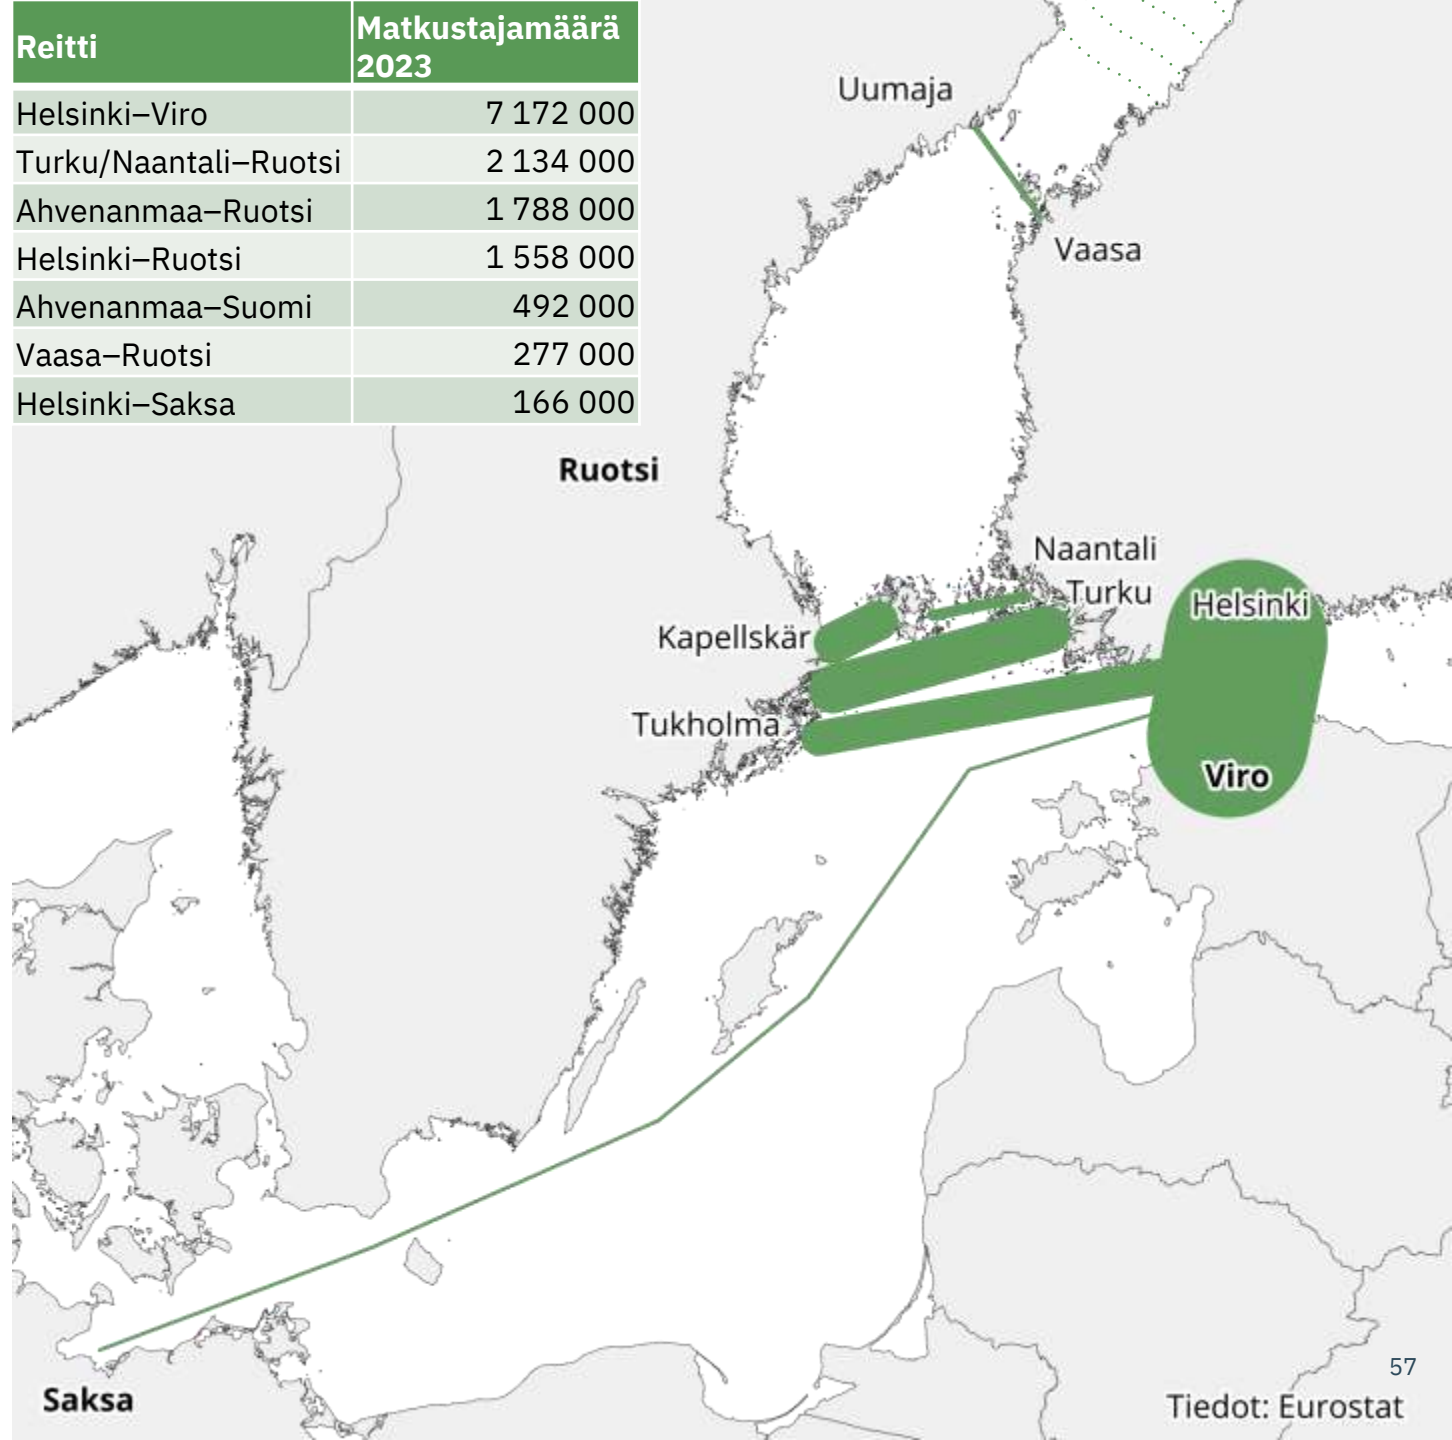 Reitti Matkustajamäärä
2023
Helsinki–Viro 7 172 000
Turku/Naantali–Ruotsi 2 134 000
Ahvenanmaa–Ruotsi 1 788 000
Helsinki–Ruotsi 1 558 000
Ahvenanmaa–Suomi 492 000
Vaasa–Ruotsi 277 000
Helsinki–Saksa 166 000
Uumaja
Vaasa
Ruotsi
Naantali
Turku
Helsinki
Kapellskär
Tukholma
Viro
57
Saksa
Tiedot: Eurostat